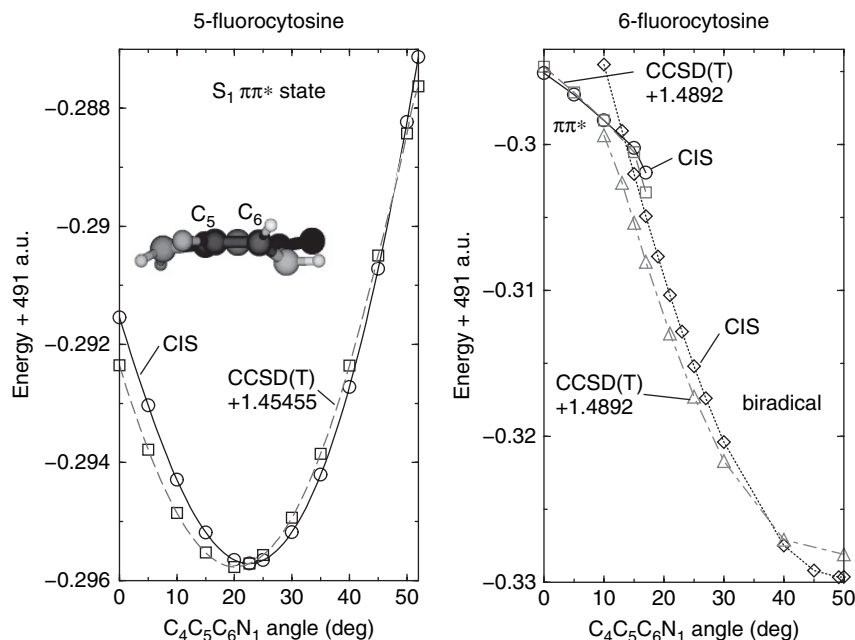 5-fluorocytosine
S₁ ππ* state
C₅ C₆
CIS
CCSD(T)
+1.45455
Energy + 491 a.u.
−0.288
−0.29
−0.292
−0.294
−0.296
0 10 20 30 40 50
C₄C₅C₆N₁ angle (deg)
6-fluorocytosine
CCSD(T)
+1.4892
ππ*
CIS
CIS
CCSD(T)
+1.4892
biradical
Energy + 491 a.u.
−0.3
−0.31
−0.32
−0.33
0 10 20 30 40 50
C₄C₅C₆N₁ angle (deg)